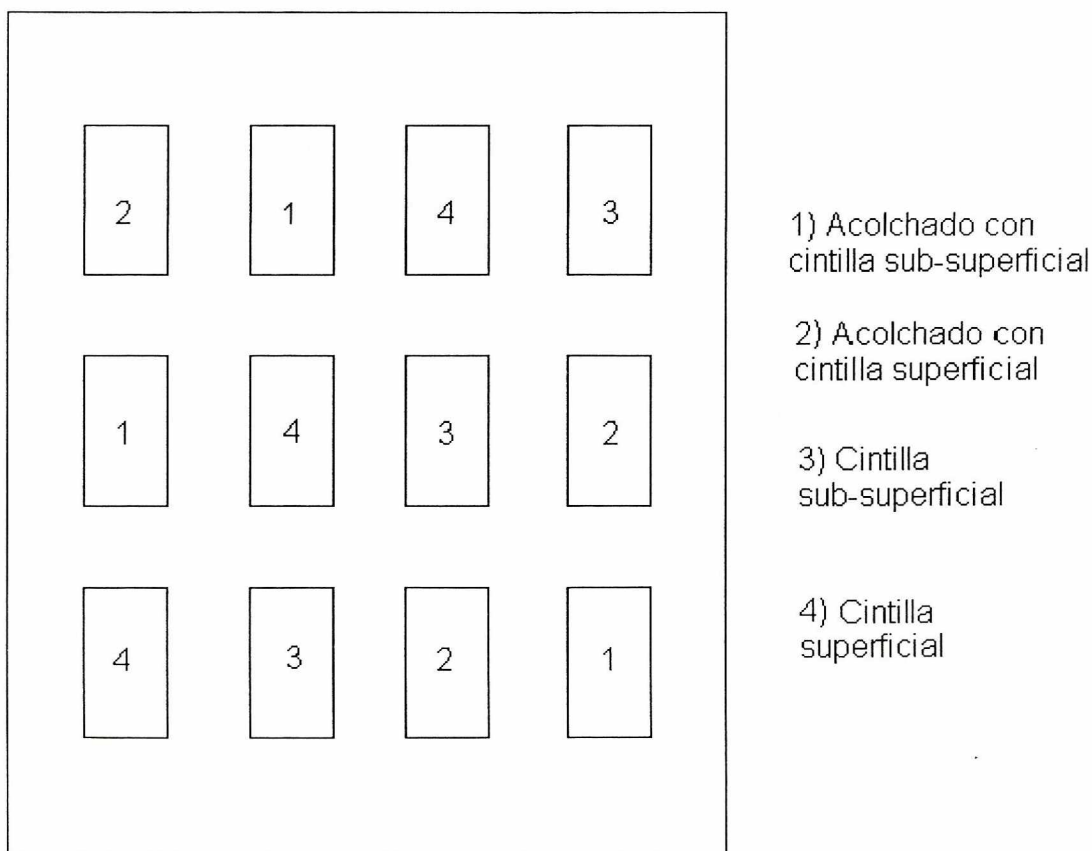 2 1 4 3
1) Acolchado con
cintilla sub-superficial
2) Acolchado con
cintilla superficial
1 4 3 2
3) Cintilla
sub-superficial
4) Cintilla
superficial
4 3 2 1